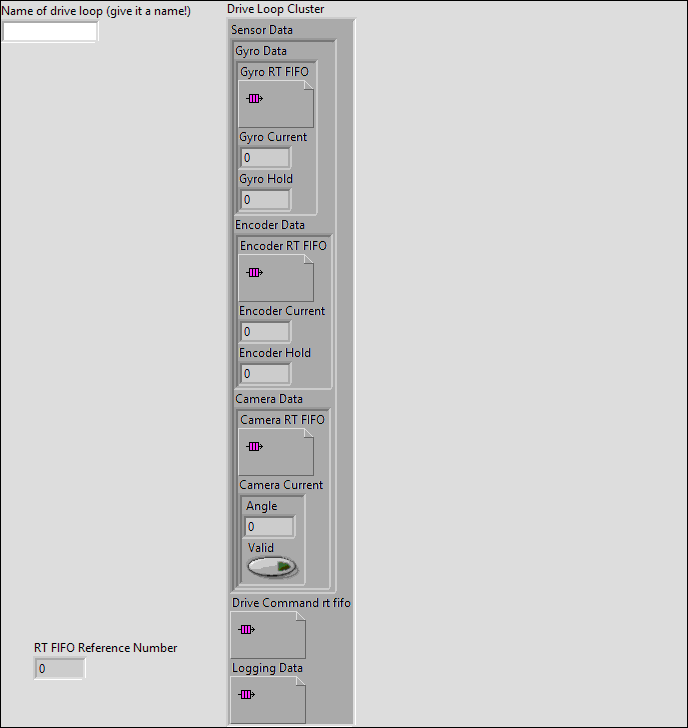 Name of drive loop (give it a name!)
Drive Loop Cluster
Sensor Data
Gyro Data
Gyro RT FIFO
Gyro Current
0
Gyro Hold
0
Encoder Data
Encoder RT FIFO
Encoder Current
0
Encoder Hold
0
Camera Data
Camera RT FIFO
Camera Current
Angle
0
Valid
Drive Command rt fifo
Logging Data
RT FIFO Reference Number
0